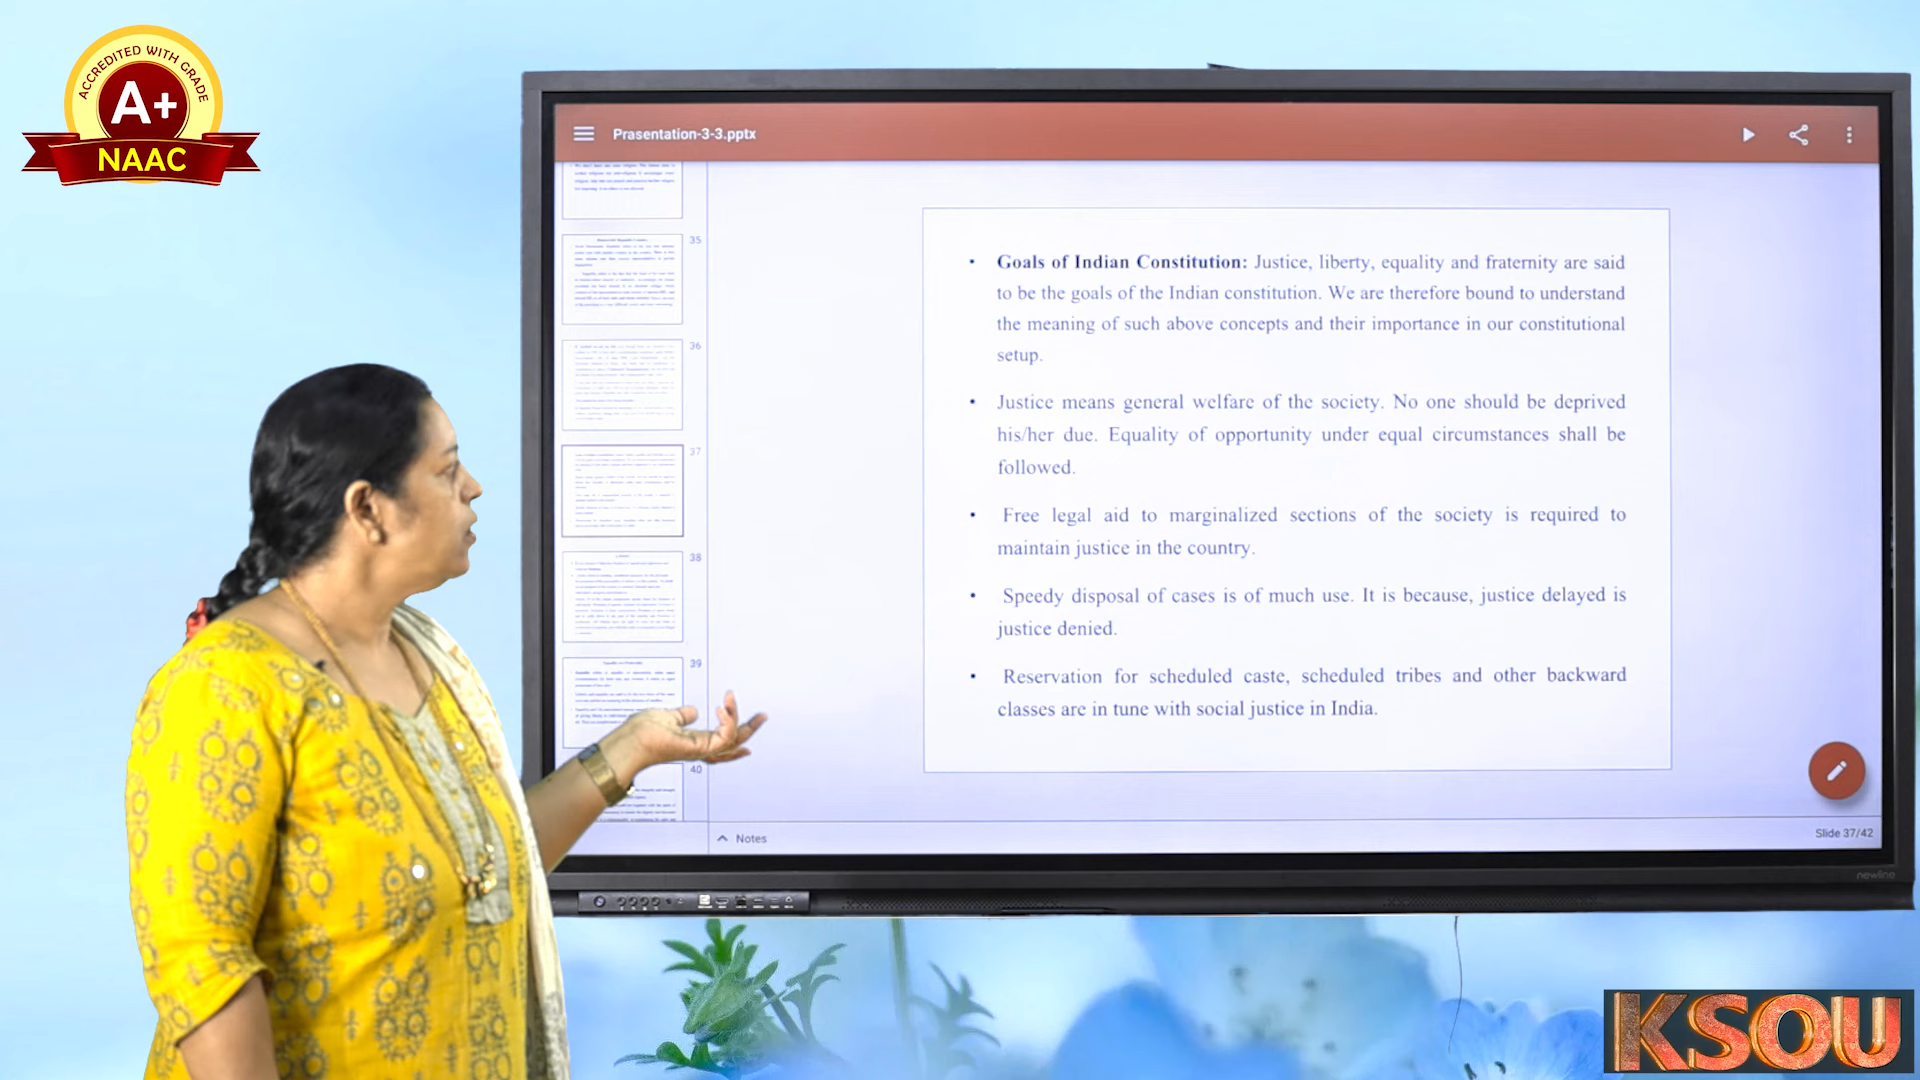 ACCREDITED WITH GRADE
A+
NAAC
Prasentation-3-3.pptx
35
36
37
38
39
40
• Goals of Indian Constitution: Justice, liberty, equality and fraternity are said
to be the goals of the Indian constitution. We are therefore bound to understand
the meaning of such above concepts and their importance in our constitutional
setup.
• Justice means general welfare of the society. No one should be deprived
his/her due. Equality of opportunity under equal circumstances shall be
followed.
• Free legal aid to marginalized sections of the society is required to
maintain justice in the country.
• Speedy disposal of cases is of much use. It is because, justice delayed is
justice denied.
• Reservation for scheduled caste, scheduled tribes and other backward
classes are in tune with social justice in India.
Notes
Slide 37/42
newline
KSOU